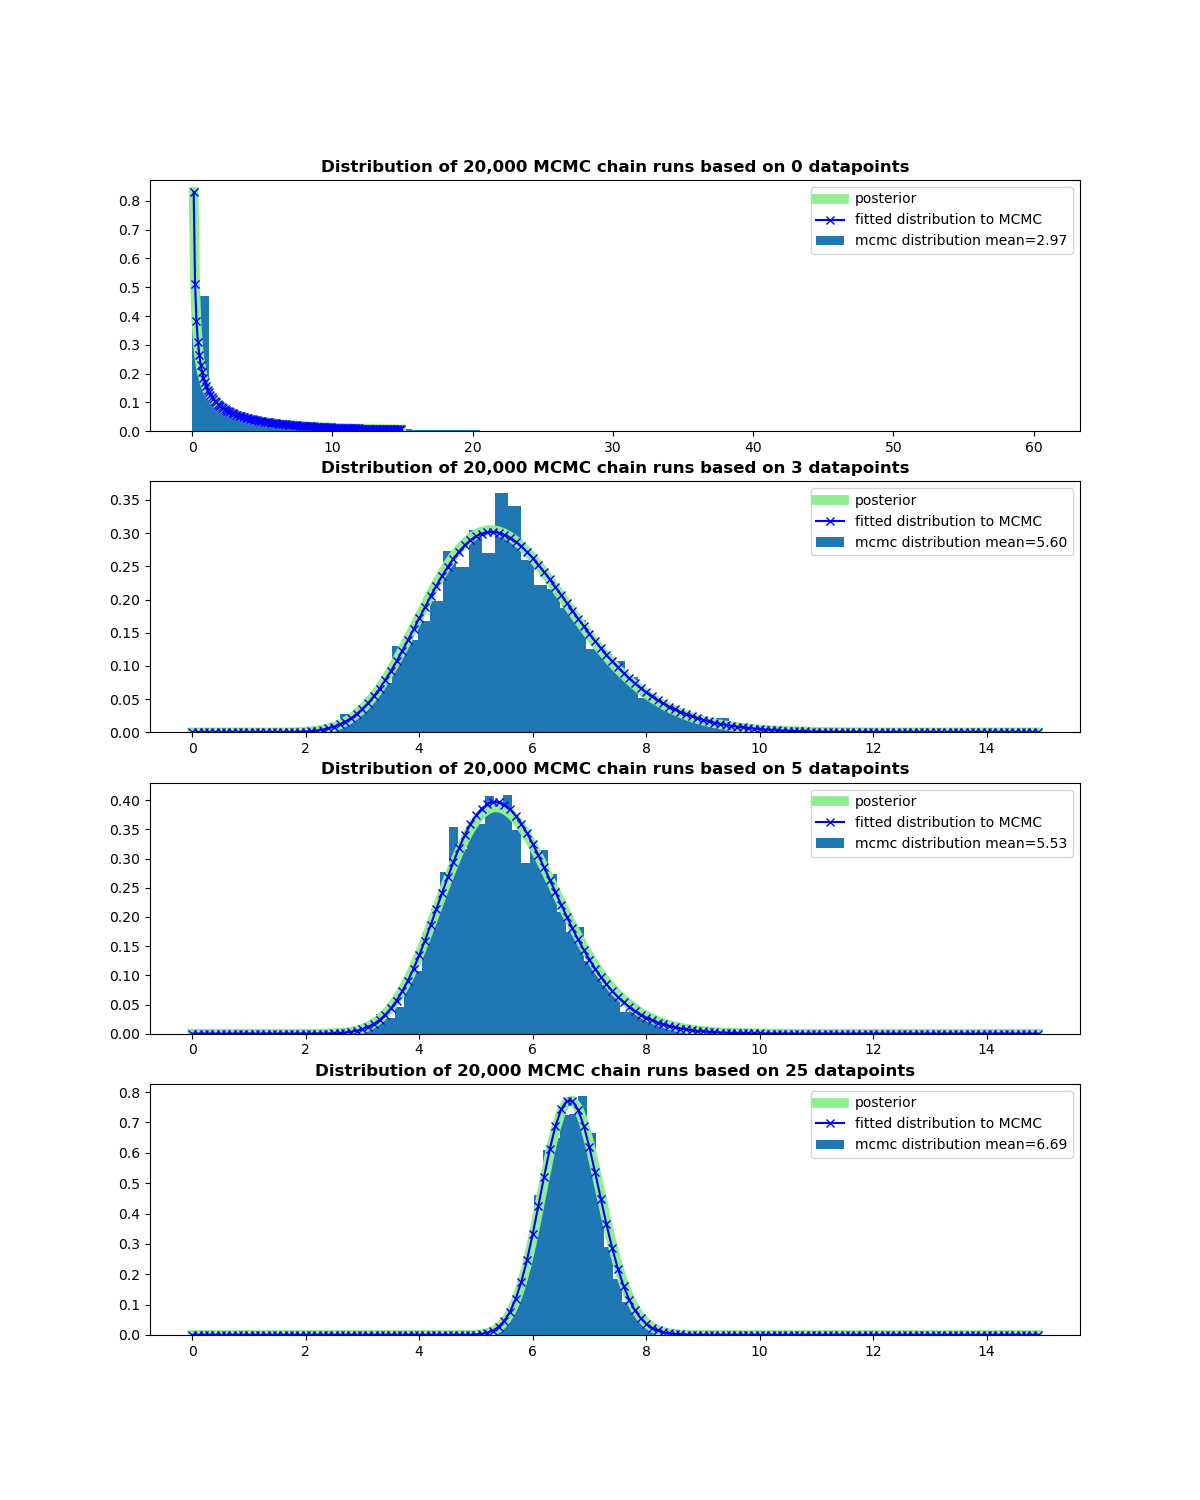 Distribution of 20,000 MCMC chain runs based on 0 datapoints
0.8
0.7
0.6
0.5
0.4
0.3
0.2
0.1
0.0
posterior
fitted distribution to MCMC
mcmc distribution mean=2.97
0 10 20 30 40 50 60
Distribution of 20,000 MCMC chain runs based on 3 datapoints
0.35
0.30
0.25
0.20
0.15
0.10
0.05
0.00
posterior
fitted distribution to MCMC
mcmc distribution mean=5.60
0 2 4 6 8 10 12 14
Distribution of 20,000 MCMC chain runs based on 5 datapoints
0.40
0.35
0.30
0.25
0.20
0.15
0.10
0.05
0.00
posterior
fitted distribution to MCMC
mcmc distribution mean=5.53
0 2 4 6 8 10 12 14
Distribution of 20,000 MCMC chain runs based on 25 datapoints
0.8
0.7
0.6
0.5
0.4
0.3
0.2
0.1
0.0
posterior
fitted distribution to MCMC
mcmc distribution mean=6.69
0 2 4 6 8 10 12 14